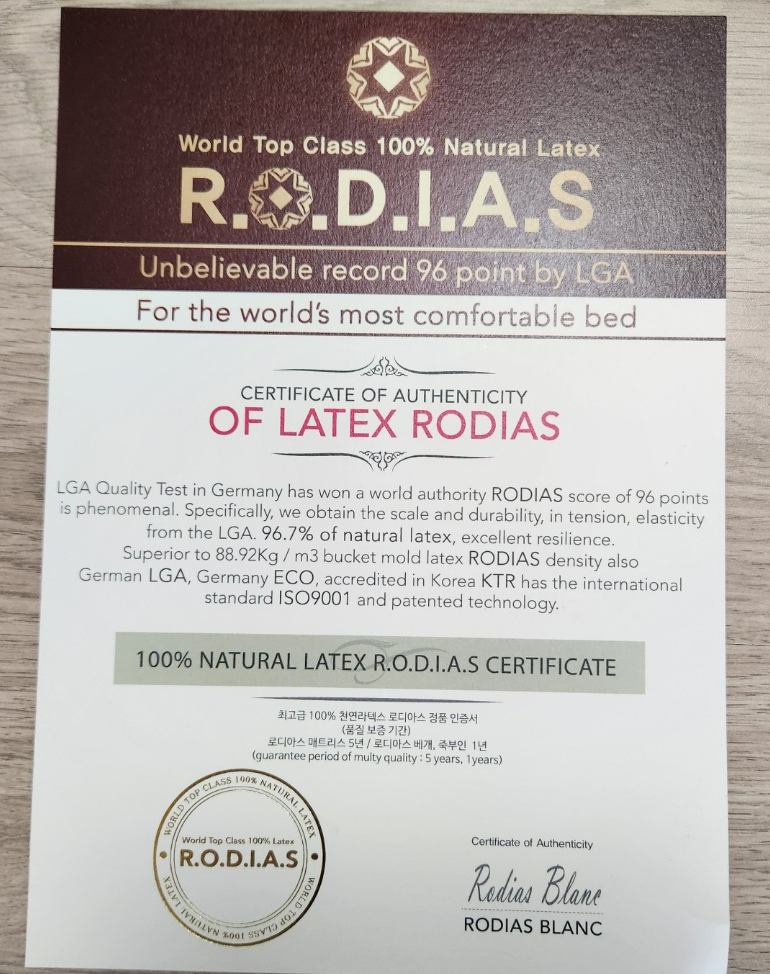 World Top Class 100% Natural Latex
R.O.D.I.A.S
Unbelievable record 96 point by LGA
For the world's most comfortable bed
CERTIFICATE OF AUTHENTICITY
OF LATEX RODIAS
LGA Quality Test in Germany has won a world authority RODIAS score of 96 points
is phenomenal. Specifically, we obtain the scale and durability, in tension, elasticity
from the LGA. 96.7% of natural latex, excellent resilience.
Superior to 88.92Kg / m3 bucket mold latex RODIAS density also
German LGA, Germany ECO, accredited in Korea KTR has the international
standard ISO9001 and patented technology.
100% NATURAL LATEX R.O.D.I.A.S CERTIFICATE
최고급 100% 천연라텍스 로디아스 정품 인증서
(품질 보증 기간)
로디아스 매트리스 5년 / 로디아스 베개, 죽부인 1년
(guarantee period of multy quality : 5 years, 1years)
WORLD TOP CLASS 100% NATURAL LATEX
World Top Class 100% Latex
R.O.D.I.A.S
WORLD TOP CLASS 100% NATURAL LATEX
Certificate of Authenticity
Rodias Blanc
RODIAS BLANC